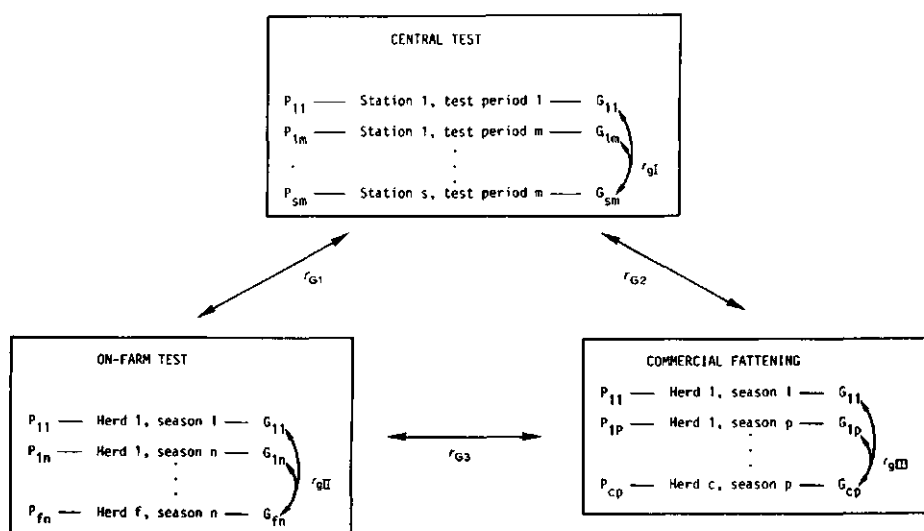 CENTRAL TEST
P11 — Station 1, test period 1 — G11
P1m — Station 1, test period m — G1m
Psm — Station s, test period m — Gsm
rgI
rG1
rG2
ON-FARM TEST
P11 — Herd 1, season 1 — G11
P1n — Herd 1, season n — G1n
Pfn — Herd f, season n — Gfn
rgII
rG3
COMMERCIAL FATTENING
P11 — Herd 1, season 1 — G11
P1P — Herd 1, season p — G1p
Pcp — Herd c, season p — Gcp
rgIII